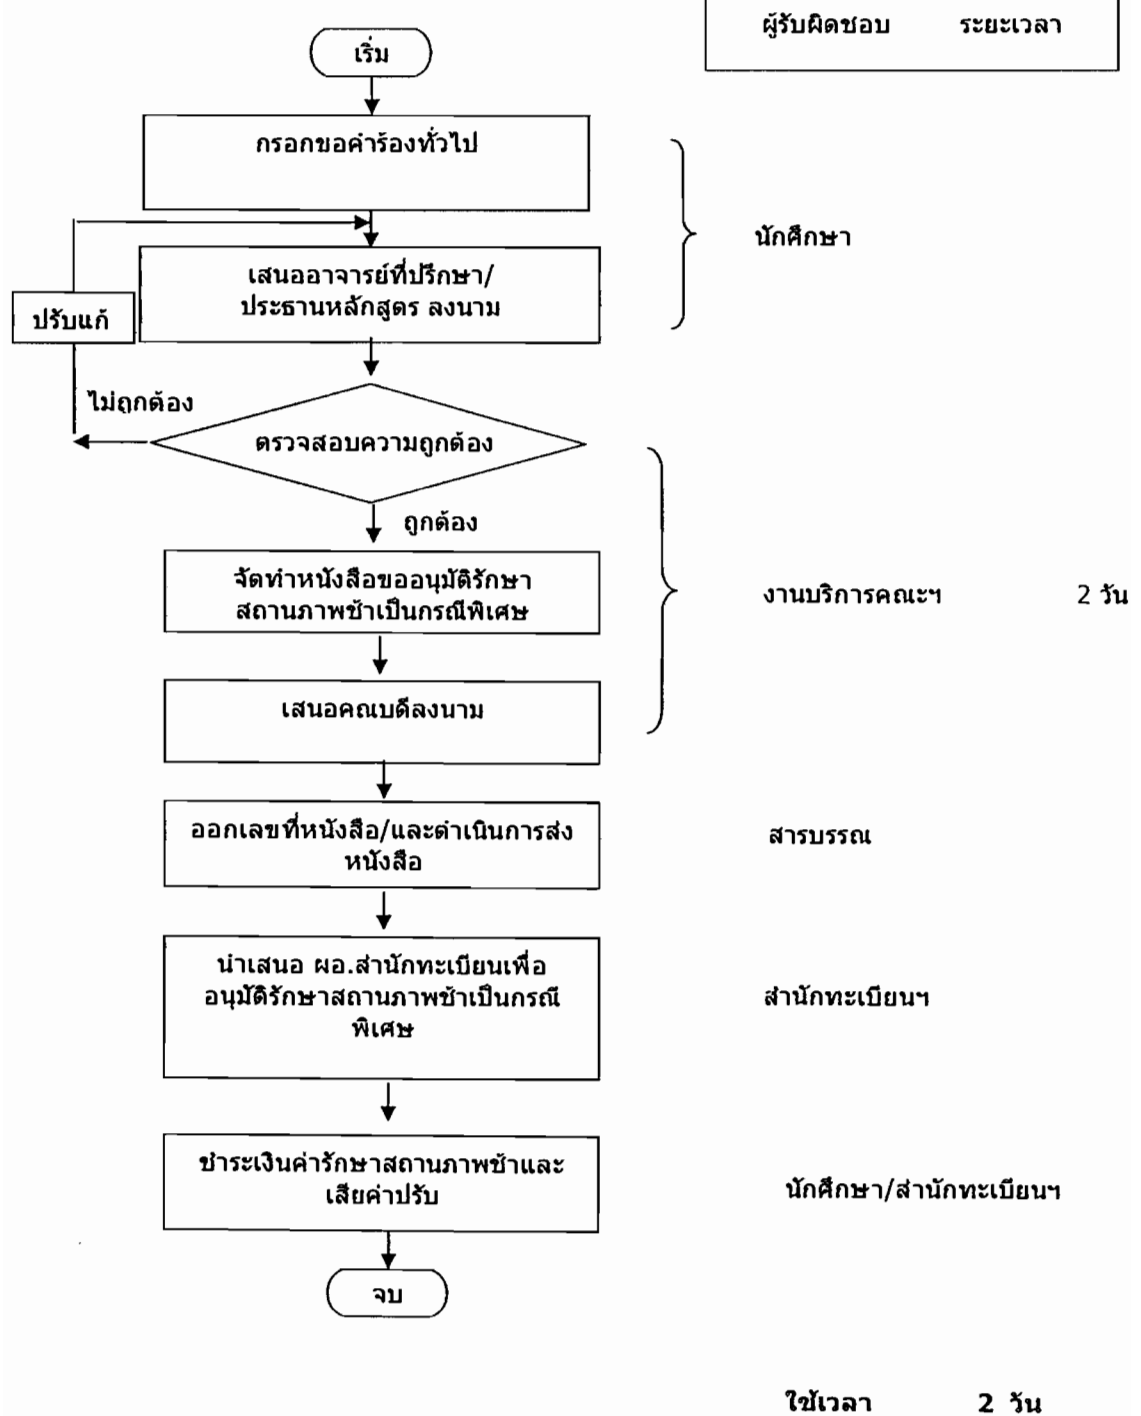 ผู้รับผิดชอบ ระยะเวลา
เริ่ม
กรอกขอคำร้องทั่วไป
นักศึกษา
เสนออาจารย์ที่ปรึกษา/
ประธานหลักสูตร ลงนาม
ปรับแก้
ไม่ถูกต้อง
ตรวจสอบความถูกต้อง
ถูกต้อง
จัดทำหนังสือขออนุมัติรักษา
สถานภาพช้าเป็นกรณีพิเศษ
งานบริการคณะฯ 2 วัน
เสนอคณบดีลงนาม
ออกเลขที่หนังสือ/และดำเนินการส่ง
หนังสือ
สารบรรณ
นำเสนอ ผอ.สำนักทะเบียนเพื่อ
อนุมัติรักษาสถานภาพช้าเป็นกรณี
พิเศษ
สำนักทะเบียนฯ
ชำระเงินค่ารักษาสถานภาพช้าและ
เสียค่าปรับ
นักศึกษา/สำนักทะเบียนฯ
จบ
ใช้เวลา 2 วัน